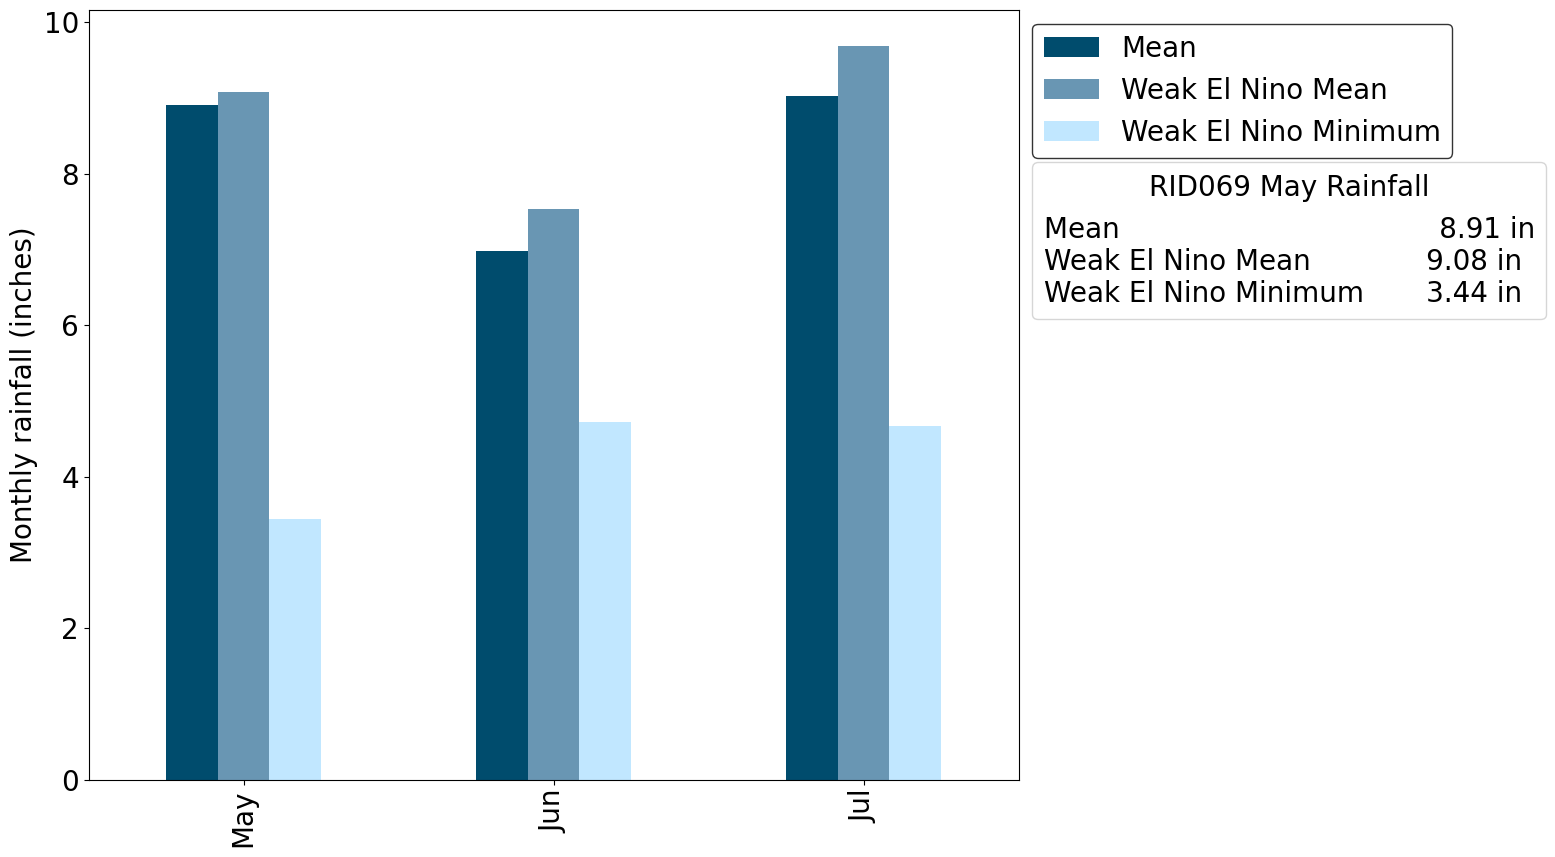 10
8
6
4
2
0
Monthly rainfall (inches)
May
Jun
Jul
Mean
Weak El Nino Mean
Weak El Nino Minimum
RID069 May Rainfall
Mean 8.91 in
Weak El Nino Mean 9.08 in
Weak El Nino Minimum 3.44 in